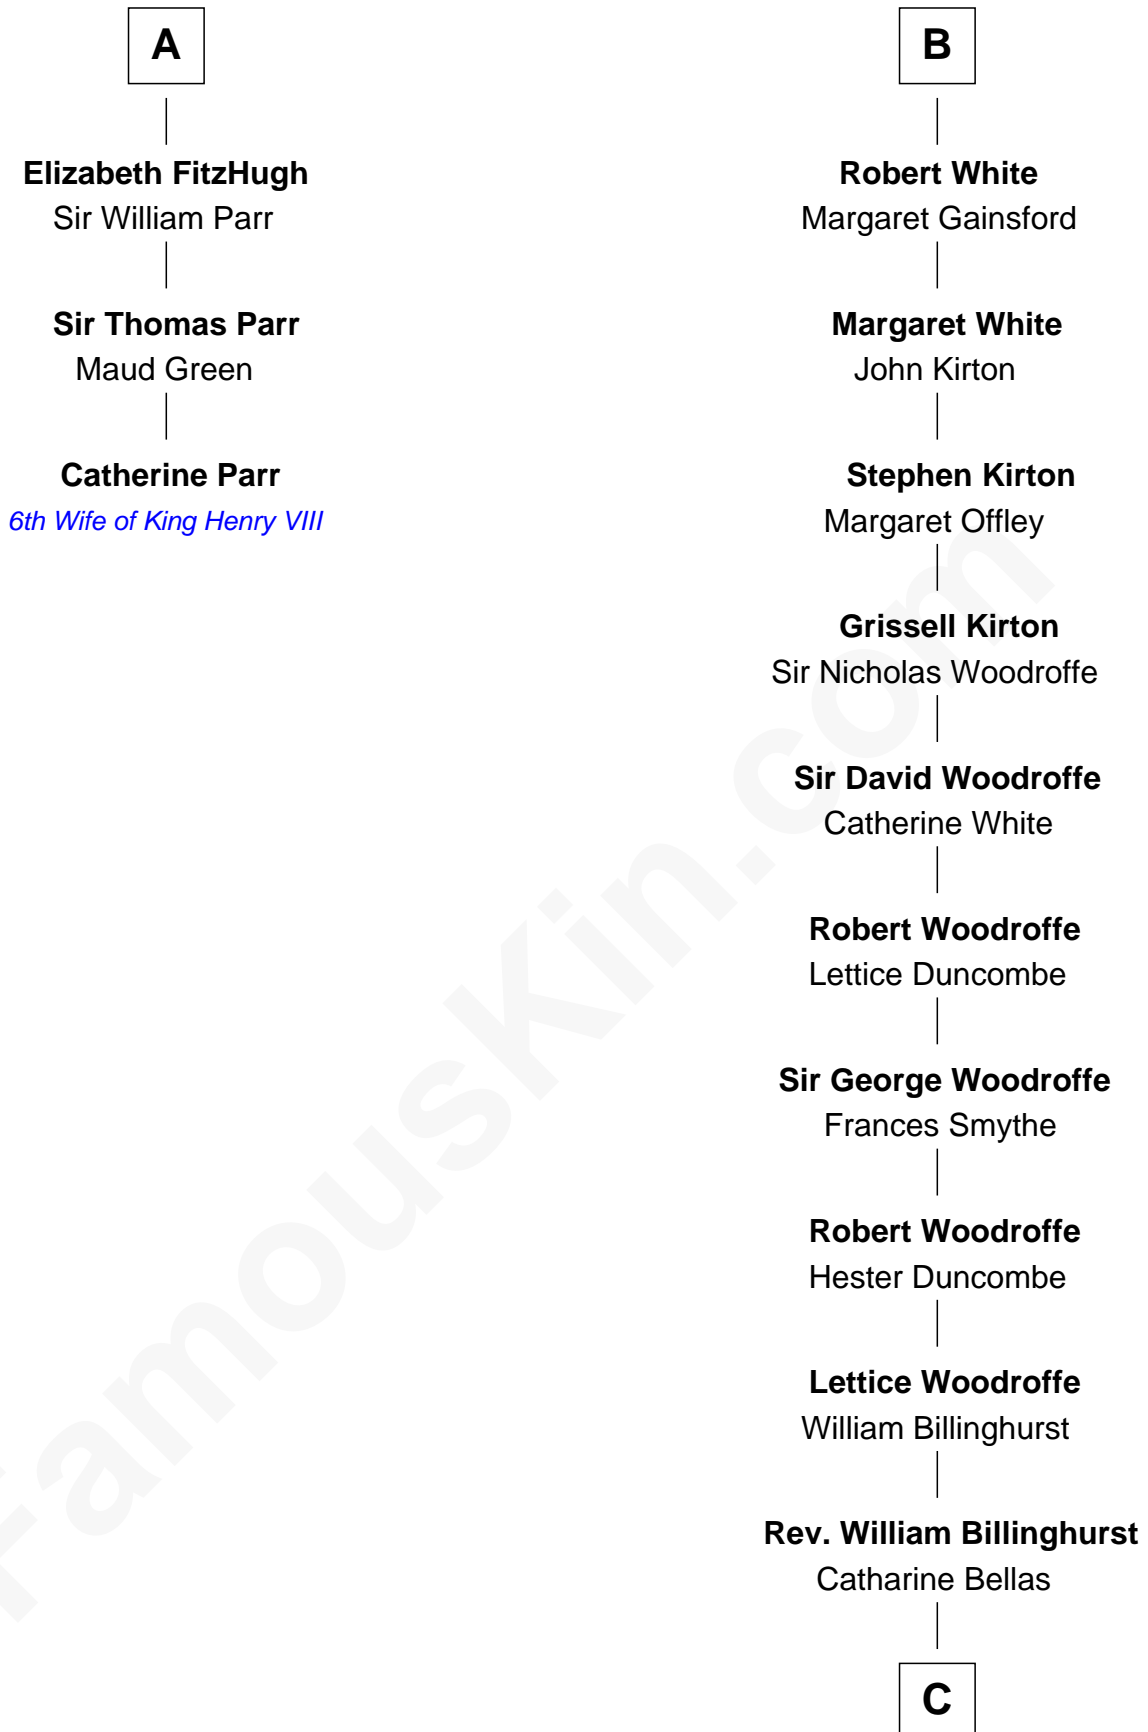 A
Elizabeth FitzHugh
Sir William Parr
Sir Thomas Parr
Maud Green
Catherine Parr
6th Wife of King Henry VIII
B
Robert White
Margaret Gainsford
Margaret White
John Kirton
Stephen Kirton
Margaret Offley
Grissell Kirton
Sir Nicholas Woodroffe
Sir David Woodroffe
Catherine White
Robert Woodroffe
Lettice Duncombe
Sir George Woodroffe
Frances Smythe
Robert Woodroffe
Hester Duncombe
Lettice Woodroffe
William Billinghurst
Rev. William Billinghurst
Catharine Bellas
C
FamousKin.com